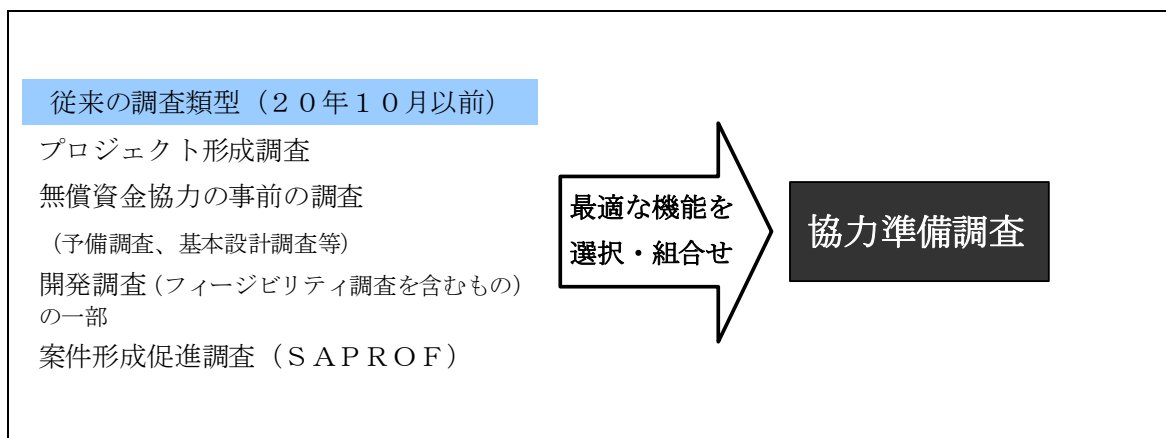 従来の調査類型（２０年１０月以前）
プロジェクト形成調査
無償資金協力の事前の調査
（予備調査、基本設計調査等）
開発調査（フィージビリティ調査を含むもの）
の一部
案件形成促進調査（ＳＡＰＲＯＦ）
最適な機能を
選択・組合せ
協力準備調査